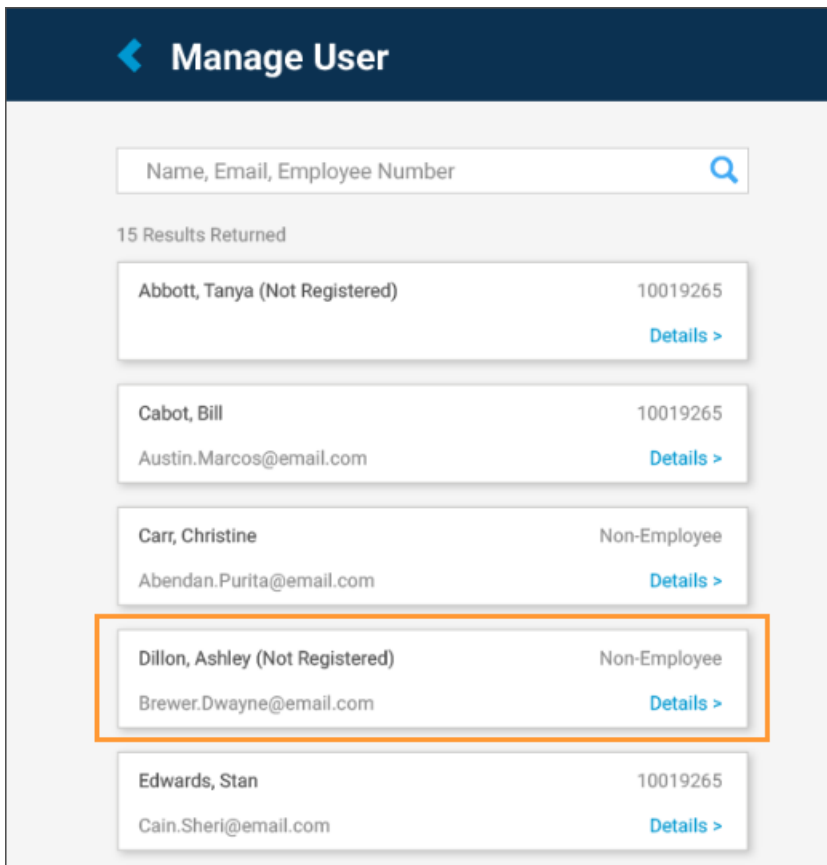 Manage User
Name, Email, Employee Number
15 Results Returned
Abbott, Tanya (Not Registered) 10019265
Details >
Cabot, Bill 10019265
Austin.Marcos@email.com Details >
Carr, Christine Non-Employee
Abendan.Purita@email.com Details >
Dillon, Ashley (Not Registered) Non-Employee
Brewer.Dwayne@email.com Details >
Edwards, Stan 10019265
Cain.Sheri@email.com Details >